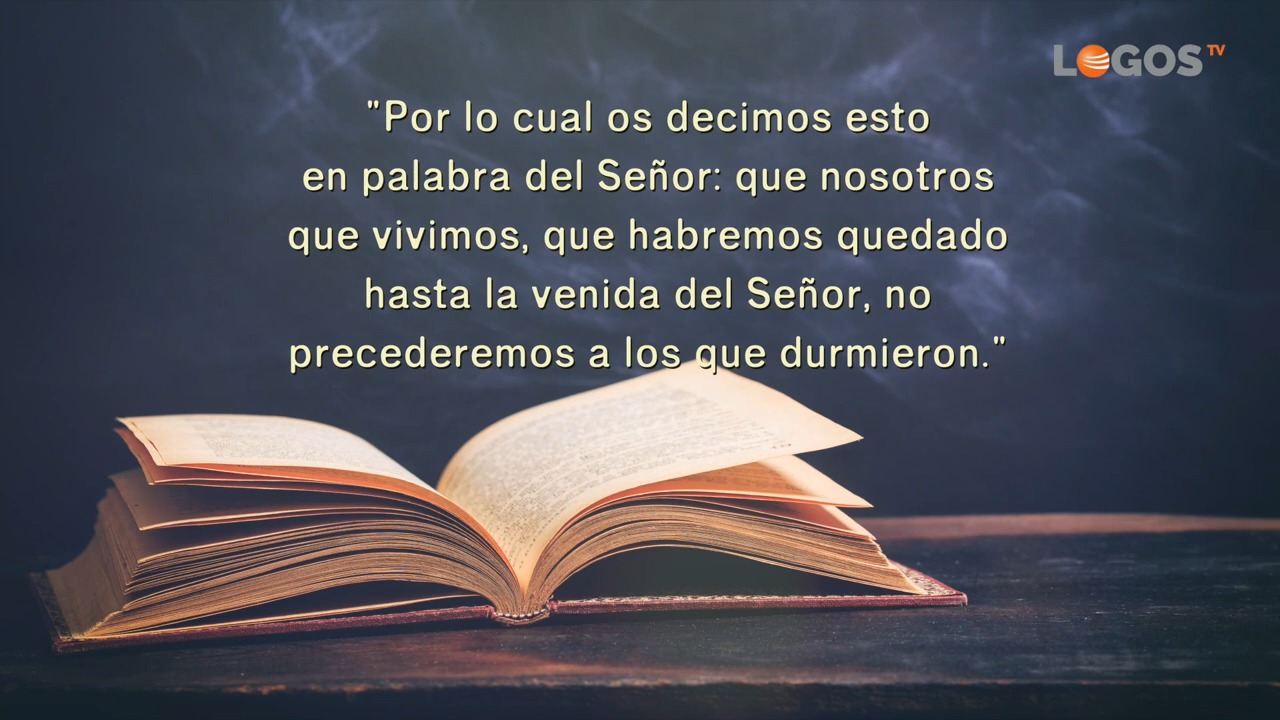 LOGOS TV
"Por lo cual os decimos esto
en palabra del Señor: que nosotros
que vivimos, que habremos quedado
hasta la venida del Señor, no
precederemos a los que durmieron."